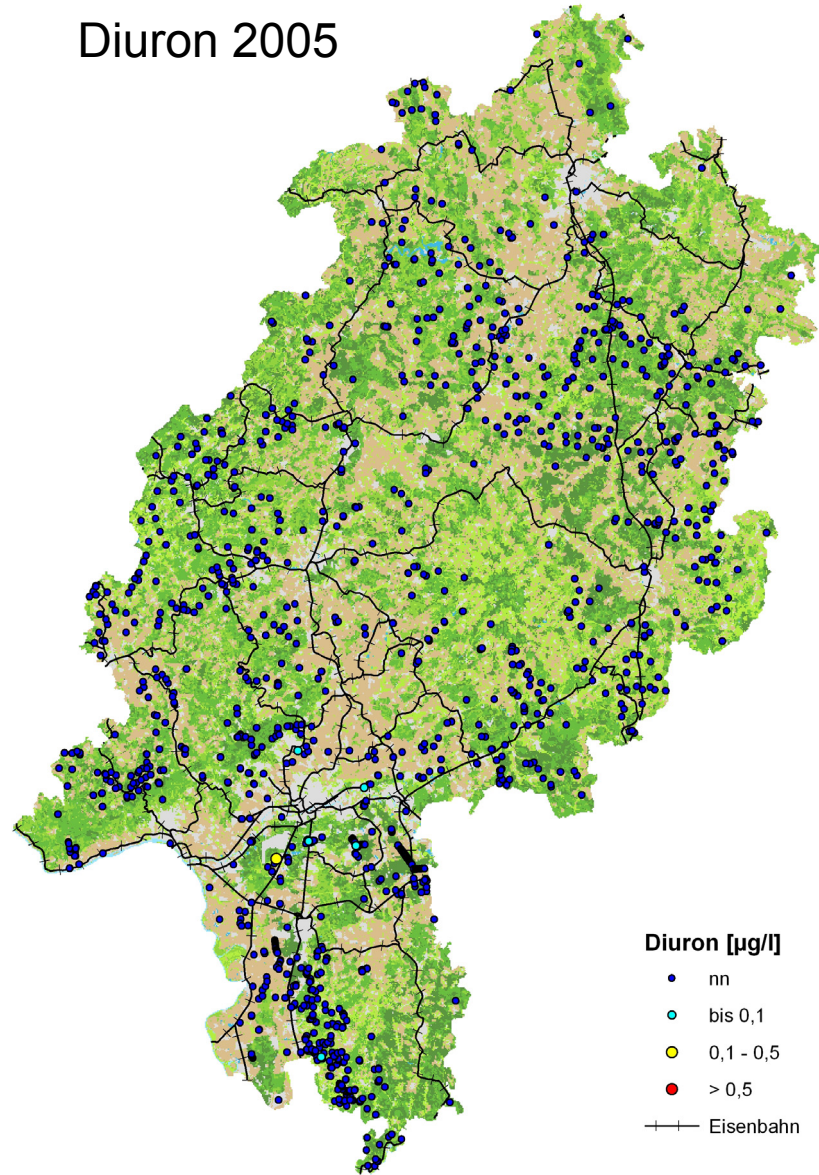 Diuron 2005
Diuron [µg/l]
nn
bis 0,1
0,1 - 0,5
> 0,5
Eisenbahn